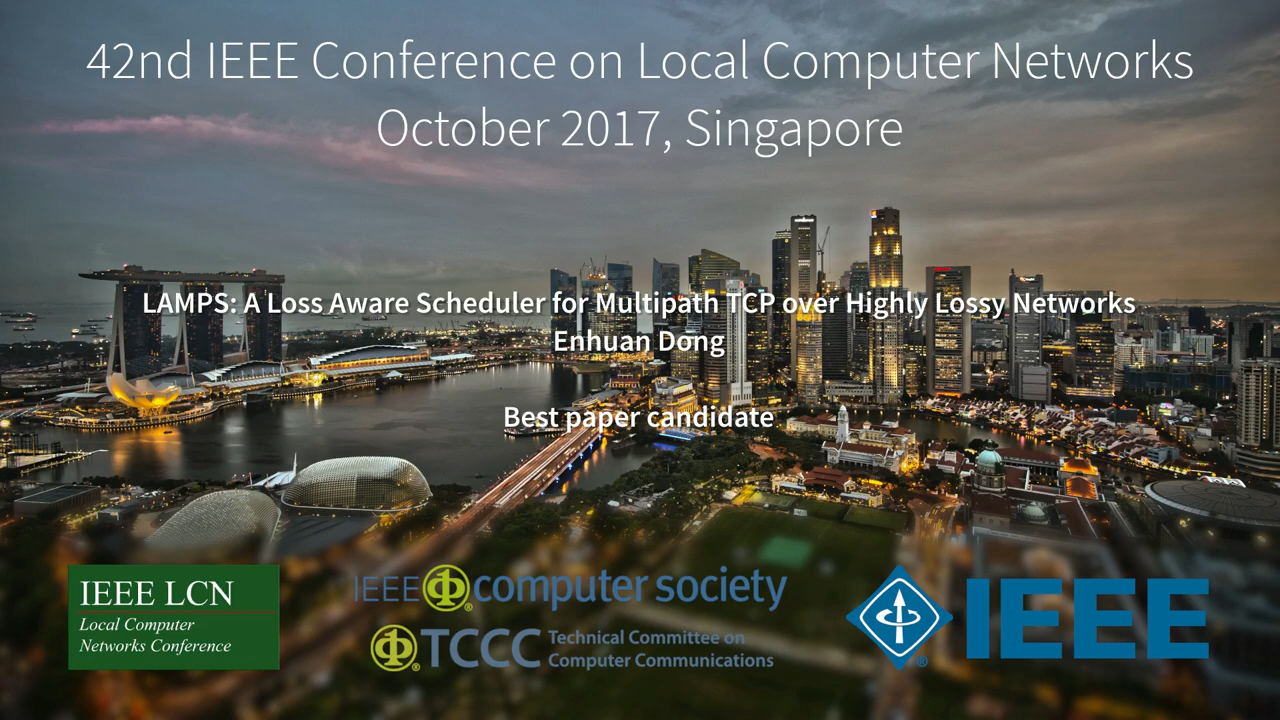 42nd IEEE Conference on Local Computer Networks
October 2017, Singapore
LAMPS: A Loss Aware Scheduler for Multipath TCP over Highly Lossy Networks
Enhuan Dong
Best paper candidate
IEEE LCN
Local Computer
Networks Conference
IEEE computer society
TCCC Technical Committee on
Computer Communications
IEEE